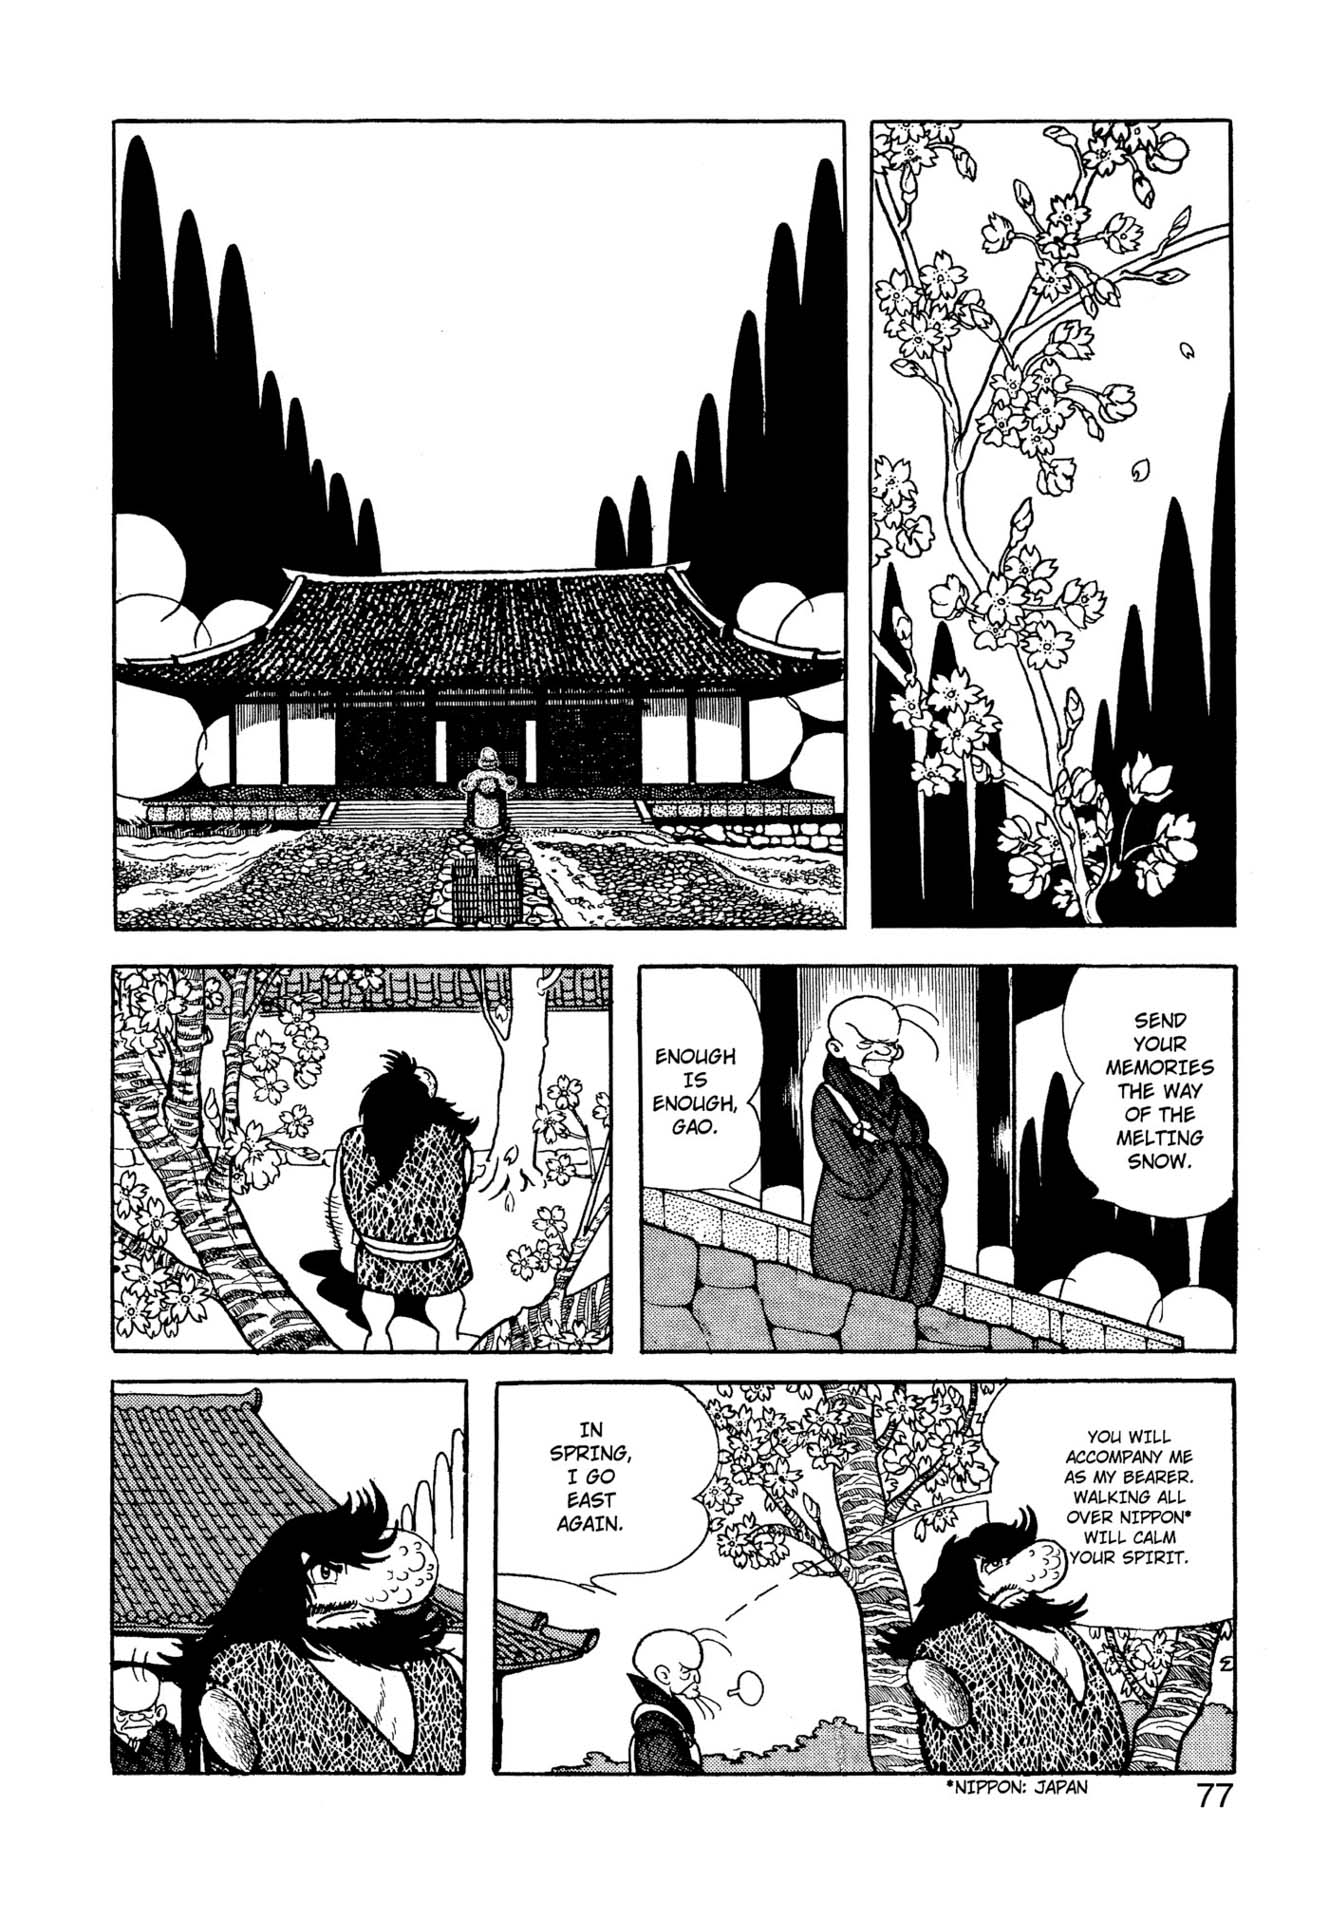 ENOUGH
IS
ENOUGH,
GAO.
SEND
YOUR
MEMORIES
THE WAY
OF THE
MELTING
SNOW.
IN
SPRING,
I GO
EAST
AGAIN.
YOU WILL
ACCOMPANY ME
AS MY BEARER.
WALKING ALL
OVER NIPPON*
WILL CALM
YOUR SPIRIT.
*NIPPON: JAPAN
77